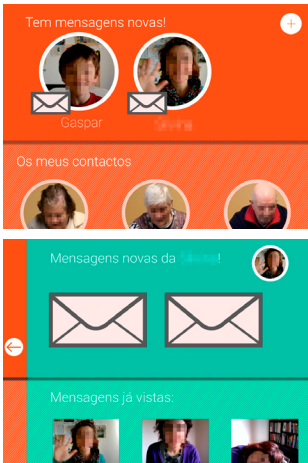 Tem mensagens novas!
Gaspar
Os meus contactos
Mensagens novas da !
Mensagens já vistas: